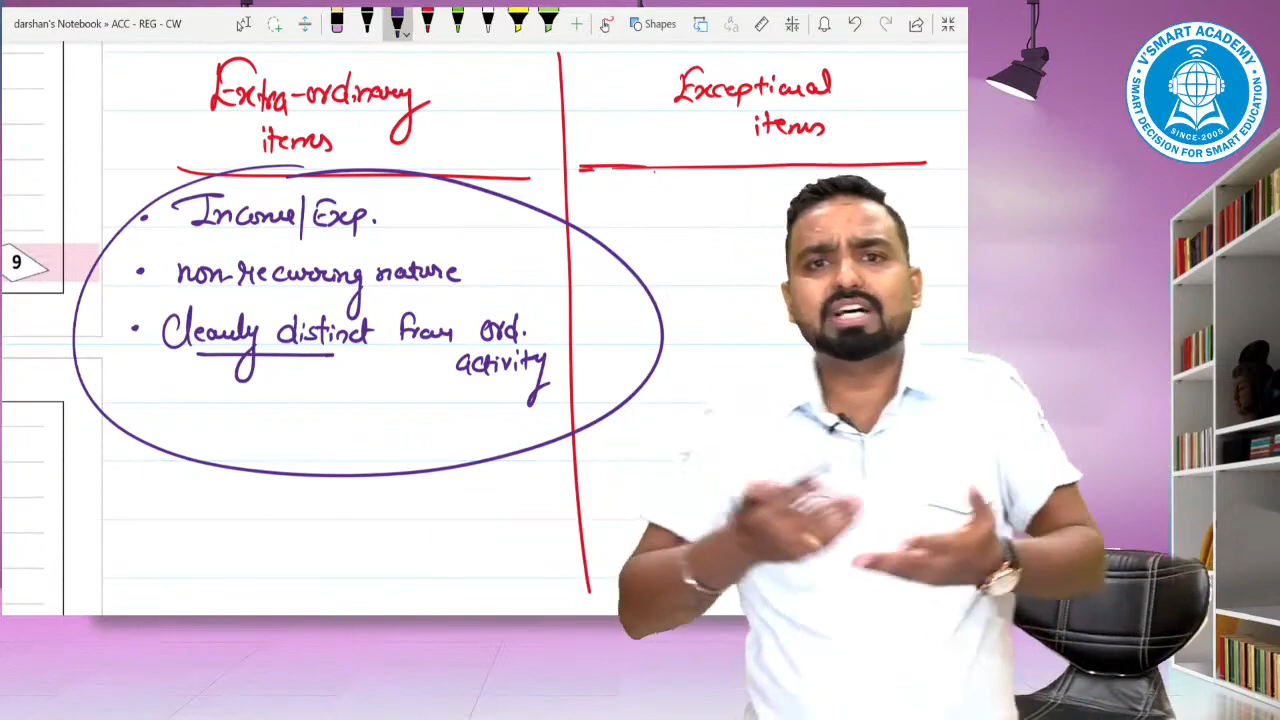 darshan's Notebook » ACC - REG - CW
Shapes
Extra-ordinary
items
Exceptional
items
• Income/Exp.
• non-recurring nature
• Clearly distinct from ord.
activity
9
V'SMART ACADEMY
SINCE-2005
SMART DECISION FOR SMART EDUCATION